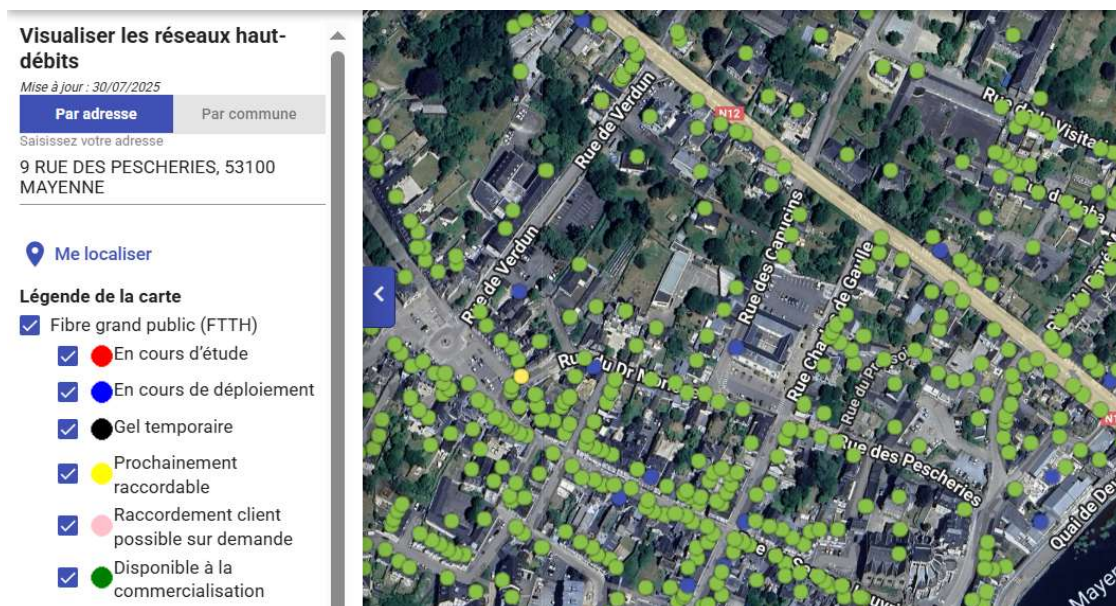 Visualiser les réseaux haut-
débits
Mise à jour : 30/07/2025
Par adresse
Par commune
Saisissez votre adresse
9 RUE DES PESCHERIES, 53100
MAYENNE
Me localiser
Légende de la carte
Fibre grand public (FTTH)
En cours d'étude
En cours de déploiement
Gel temporaire
Prochainement
raccordable
Raccordement client
possible sur demande
Disponible à la
commercialisation
Rue de Verdun
N12
Rue de Verdun
Rue des Capucins
Rue du Dr
Rue des Pescheries
Quai de